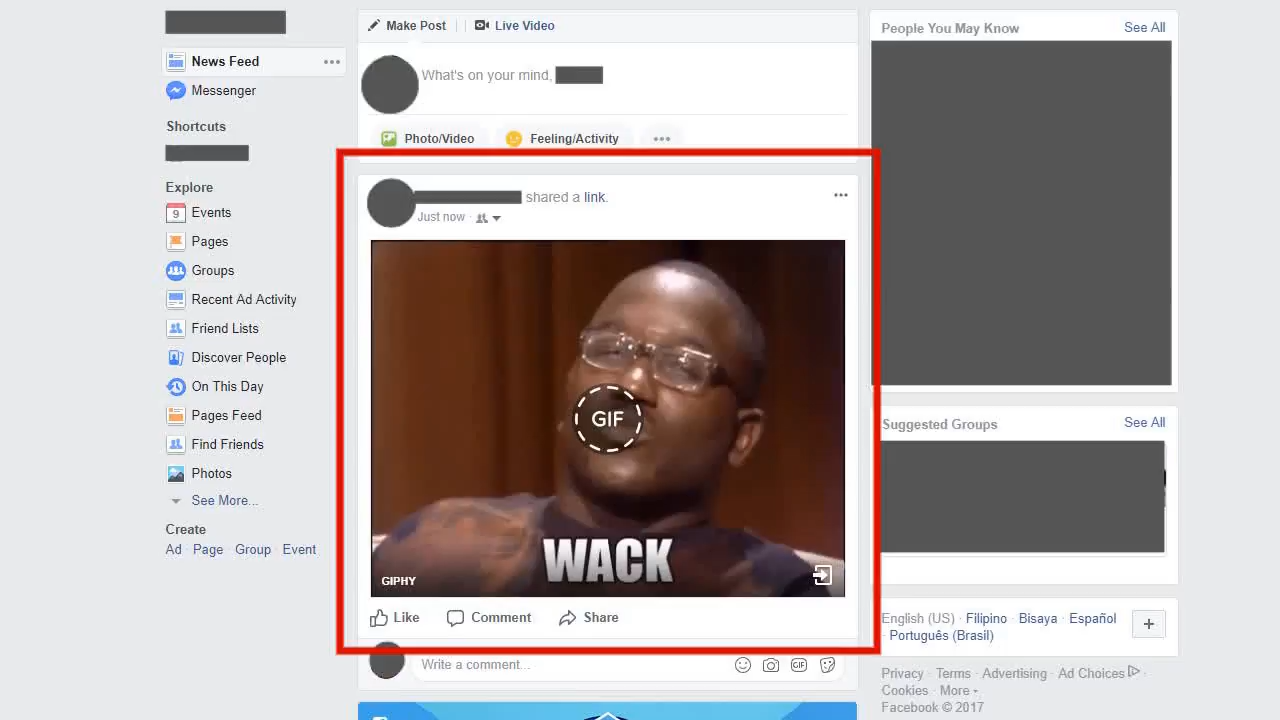 News Feed
Messenger
Shortcuts
Explore
9
Events
Pages
Groups
Recent Ad Activity
Friend Lists
Discover People
On This Day
Pages Feed
Find Friends
Photos
See More...
Create
Ad · Page · Group · Event
Make Post
Live Video
What's on your mind,
Photo/Video
Feeling/Activity
shared a link.
Just now ·
GIF
WACK
GIPHY
Like
Comment
Share
Write a comment...
GIF
People You May Know
See All
Suggested Groups
See All
English (US) · Filipino · Bisaya · Español
· Português (Brasil)
+
Privacy · Terms · Advertising · Ad Choices ·
Cookies · More
Facebook © 2017